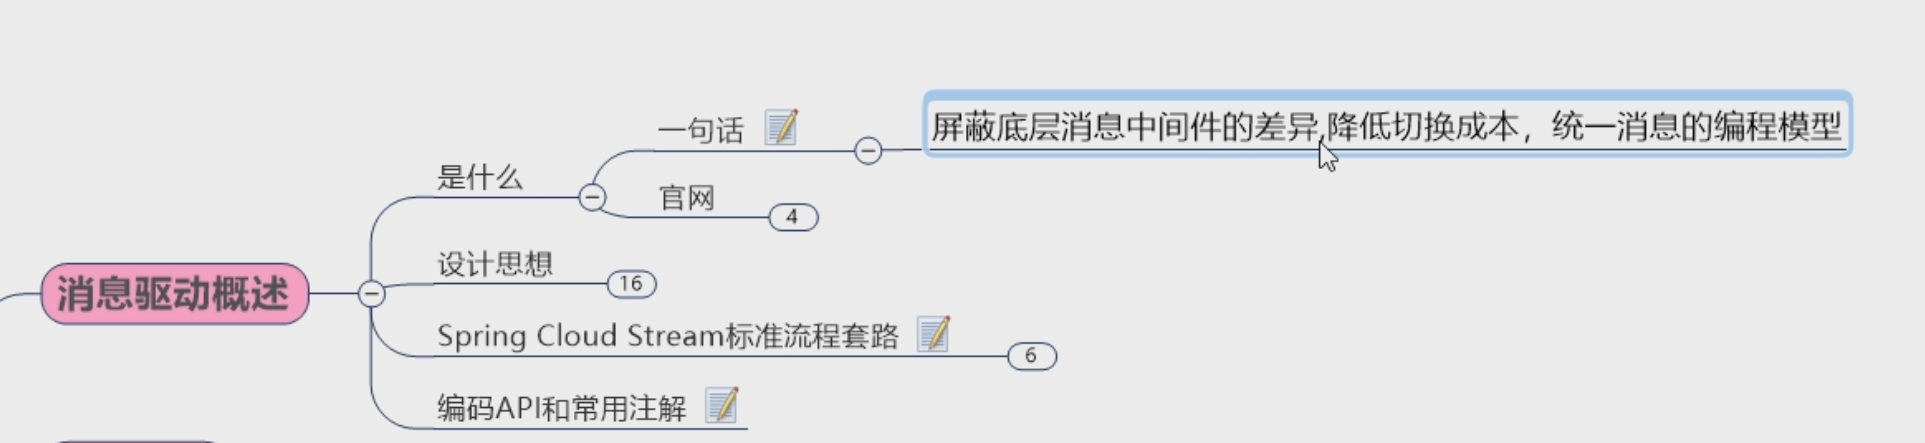 消息驱动概述
是什么
一句话
屏蔽底层消息中间件的差异,降低切换成本，统一消息的编程模型
官网
4
设计思想
16
Spring Cloud Stream标准流程套路
6
编码API和常用注解